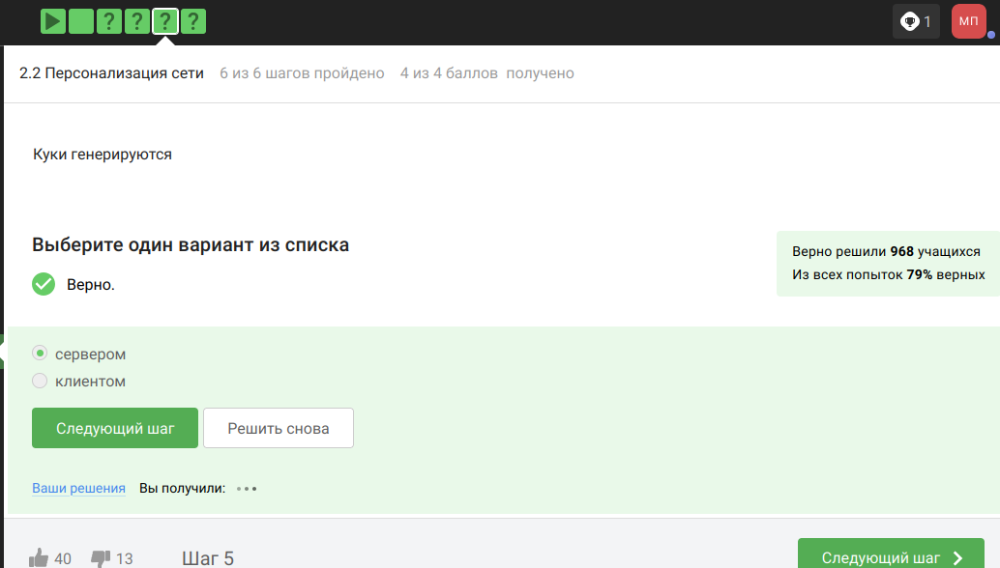 ? ? ? ?
1
МП
2.2 Персонализация сети 6 из 6 шагов пройдено 4 из 4 баллов получено
Куки генерируются
Выберите один вариант из списка
Верно.
Верно решили 968 учащихся
Из всех попыток 79% верных
сервером
клиентом
Следующий шаг Решить снова
Ваши решения Вы получили:
40 13 Шаг 5 Следующий шаг